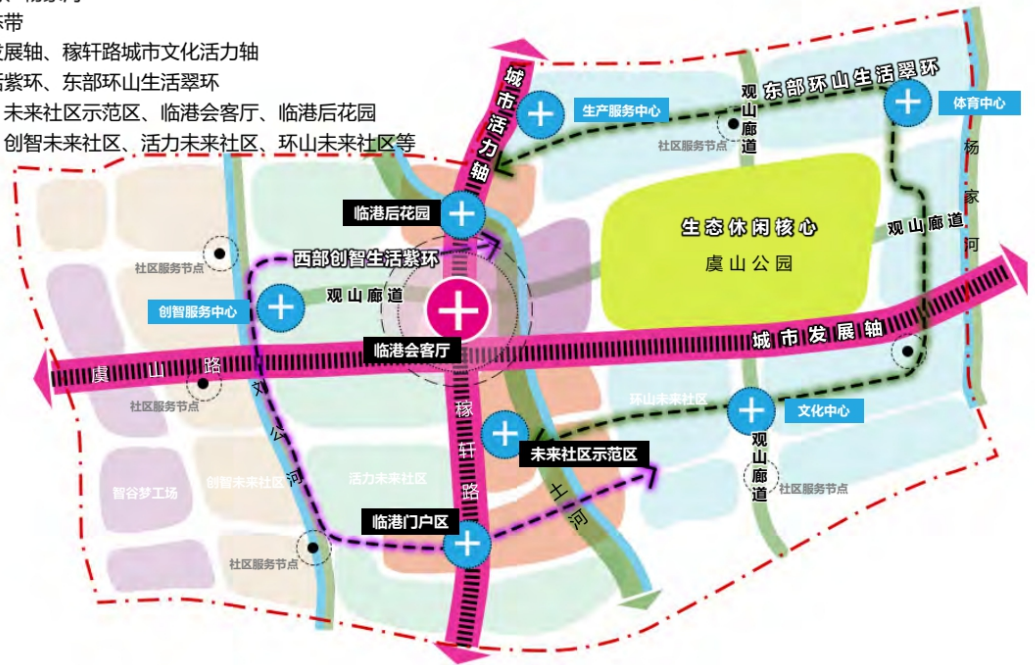 陈带
发展轴、稼轩路城市文化活力轴
活紫环、东部环山生活翠环
未来社区示范区、临港会客厅、临港后花园
创智未来社区、活力未来社区、环山未来社区等
城市活力轴
生产服务中心
观山廊道
东部环山生活翠环
体育中心
社区服务节点
杨家河
临港后花园
生态休闲核心
虞山公园
观山廊道
西部创智生活紫环
社区服务节点
观山廊道
创智服务中心
临港会客厅
城市发展轴
虞山路
社区服务节点
文公河
稼轩路
环山未来社区
文化中心
观山廊道
未来社区示范区
智谷梦工场
创智未来社区
活力未来社区
土河
社区服务节点
临港门户区
社区服务节点